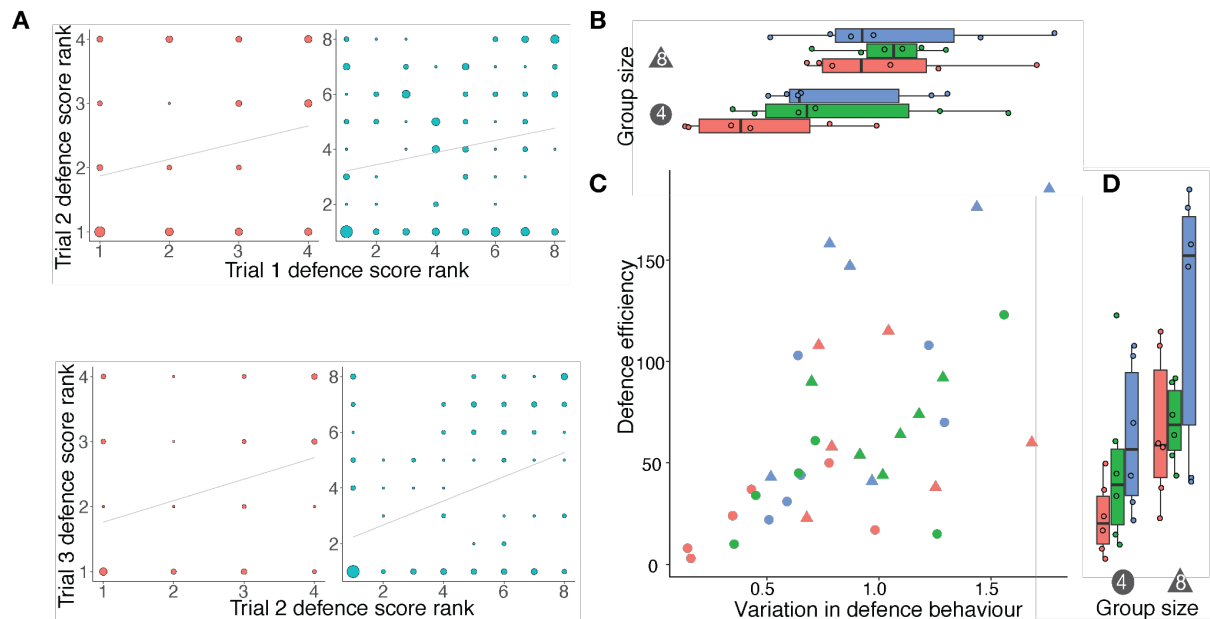 A
Trial 2 defence score rank
4
3
2
1
1 2 3 4
8
6
4
2
2 4 6 8
Trial 1 defence score rank
Trial 3 defence score rank
4
3
2
1
1 2 3 4
8
6
4
2
2 4 6 8
Trial 2 defence score rank
B
Group size
8
4
C
Defence efficiency
150
100
50
0
0.5 1.0 1.5
Variation in defence behaviour
D
4 8
Group size